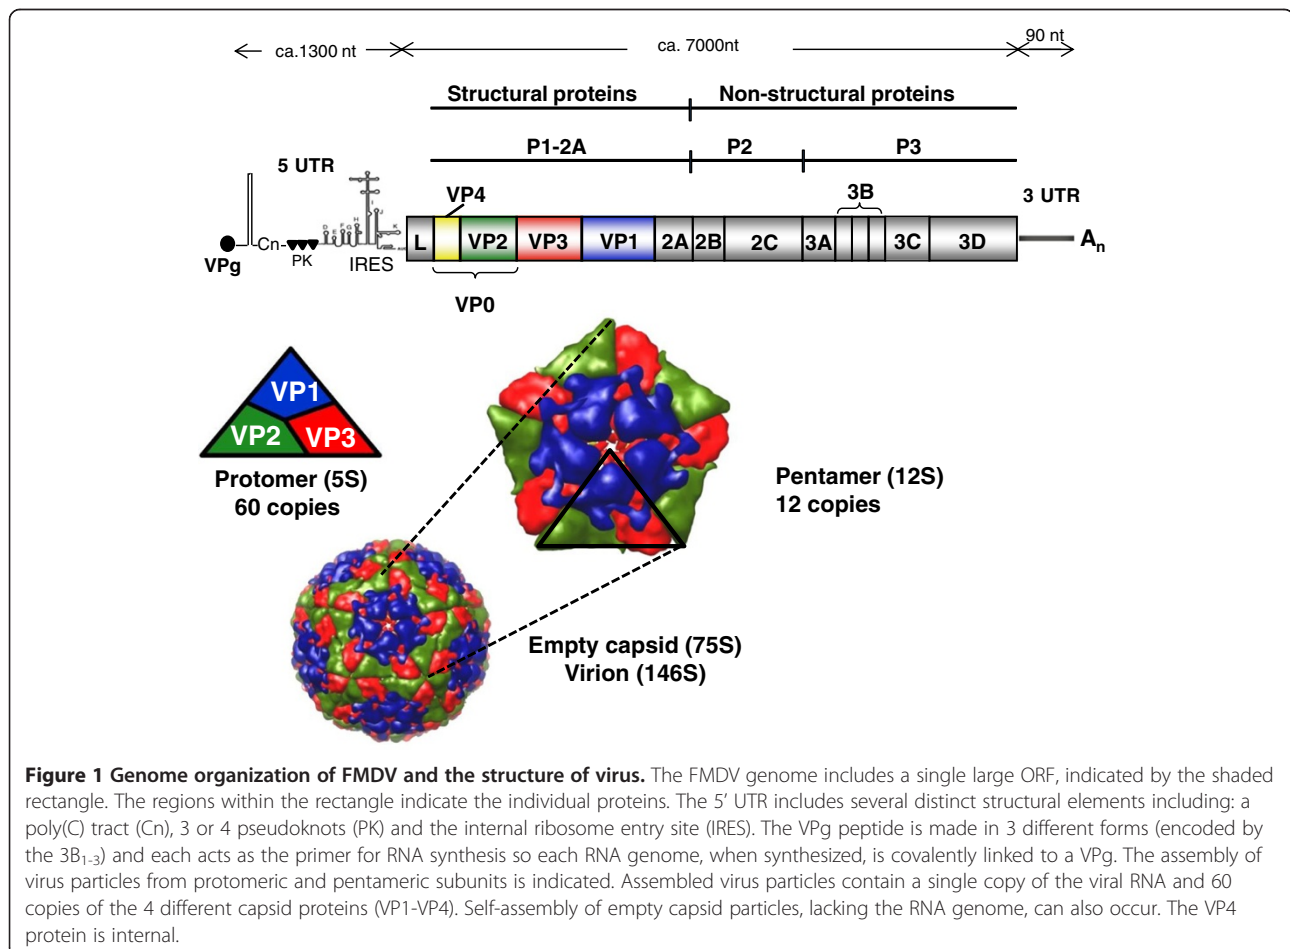 ca.1300 nt
ca. 7000nt
90 nt
Structural proteins
Non-structural proteins
P1-2A
P2
P3
5 UTR
VP4
3B
3 UTR
D E F G H I J K
Cn
L
VP2
VP3
VP1
2A
2B
2C
3A
3C
3D
An
VPg
PK
IRES
VP0
VP1
VP2
VP3
Protomer (5S)
60 copies
Pentamer (12S)
12 copies
Empty capsid (75S)
Virion (146S)
Figure 1 Genome organization of FMDV and the structure of virus. The FMDV genome includes a single large ORF, indicated by the shaded
rectangle. The regions within the rectangle indicate the individual proteins. The 5’ UTR includes several distinct structural elements including: a
poly(C) tract (Cn), 3 or 4 pseudoknots (PK) and the internal ribosome entry site (IRES). The VPg peptide is made in 3 different forms (encoded by
the 3B1-3) and each acts as the primer for RNA synthesis so each RNA genome, when synthesized, is covalently linked to a VPg. The assembly of
virus particles from protomeric and pentameric subunits is indicated. Assembled virus particles contain a single copy of the viral RNA and 60
copies of the 4 different capsid proteins (VP1-VP4). Self-assembly of empty capsid particles, lacking the RNA genome, can also occur. The VP4
protein is internal.